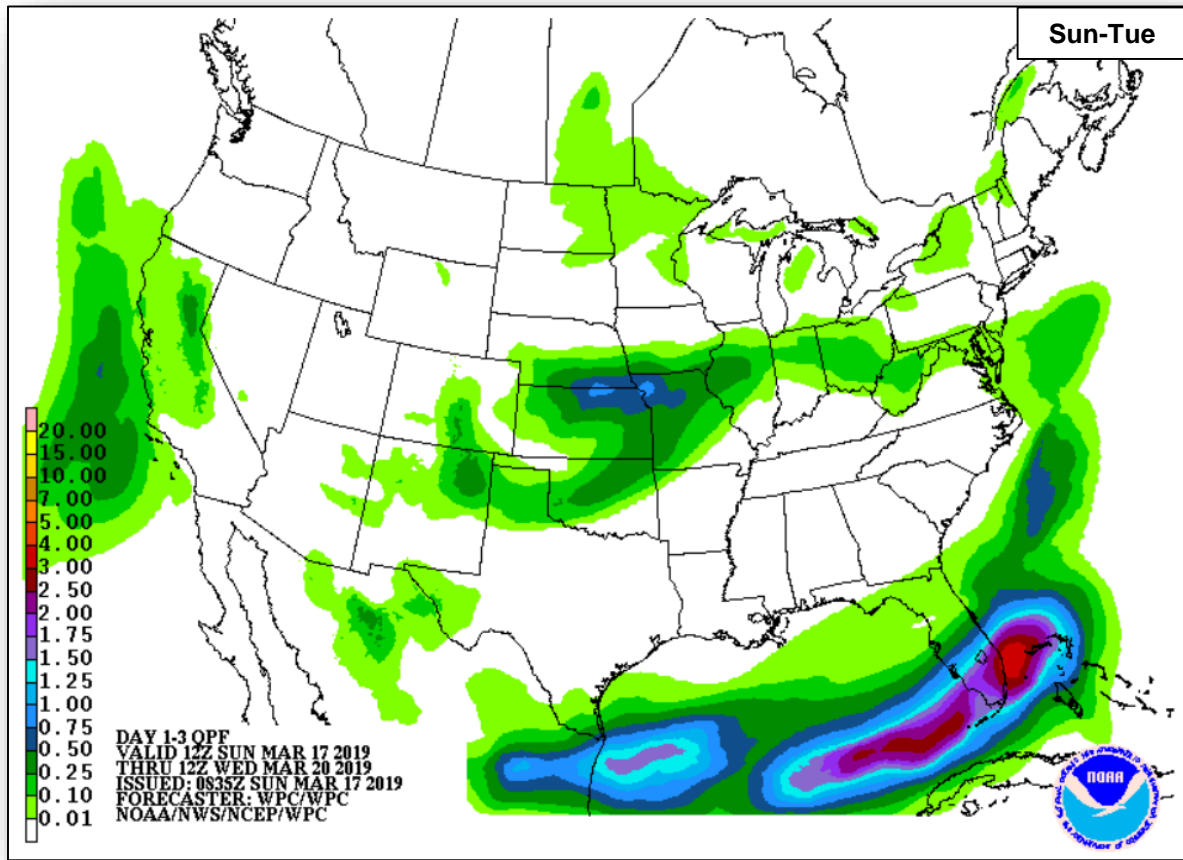 Sun-Tue
20.00
15.00
10.00
7.00
5.00
4.00
3.00
2.50
2.00
1.75
1.50
1.25
1.00
0.75
0.50
0.25
0.10
0.01
DAY 1-3 QPF
VALID 12Z SUN MAR 17 2019
THRU 12Z WED MAR 20 2019
ISSUED: 0835Z SUN MAR 17 2019
FORECASTER: WPC/WPC
NOAA/NWS/NCEP/WPC
NOAA